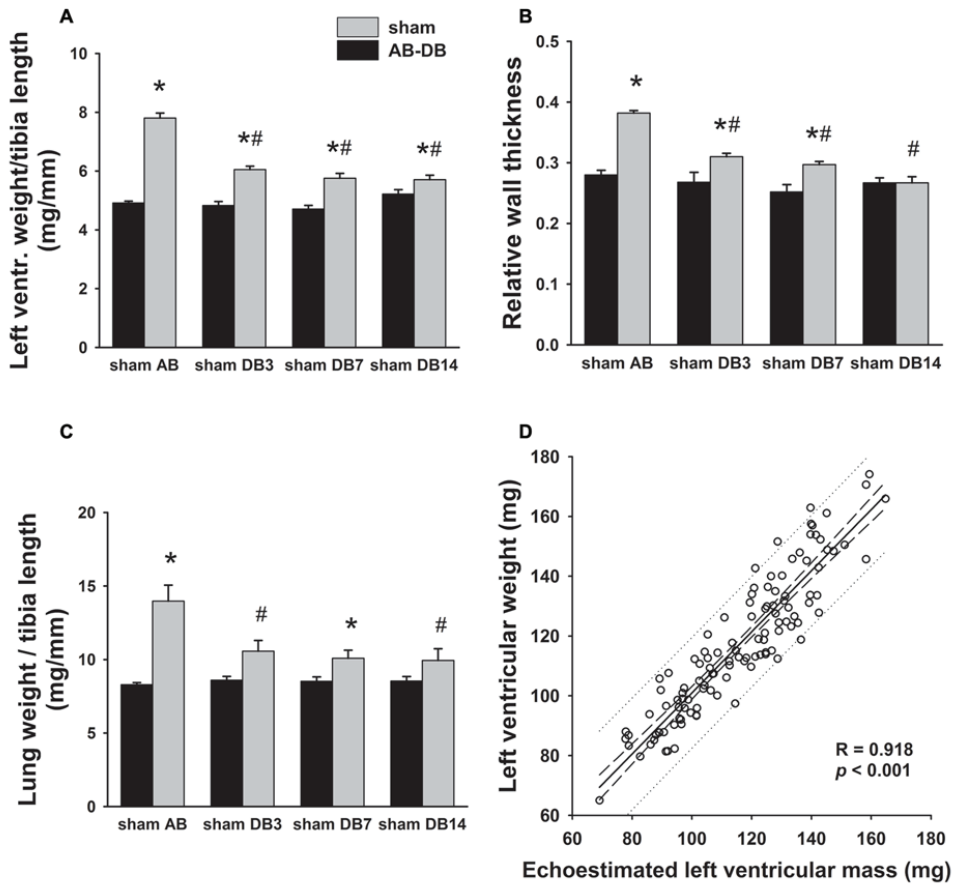 A
sham
AB-DB
Left ventr. weight/tibia length
(mg/mm)
10
8
6
4
2
0
*
*#
*#
*#
sham AB
sham DB3
sham DB7
sham DB14
B
Relative wall thickness
0.5
0.4
0.3
0.2
0.1
0.0
*
*#
*#
#
sham AB
sham DB3
sham DB7
sham DB14
C
Lung weight / tibia length
(mg/mm)
20
15
10
5
0
*
#
*
#
sham AB
sham DB3
sham DB7
sham DB14
D
Left ventricular weight (mg)
180
160
140
120
100
80
60
R = 0.918
p < 0.001
60
80
100
120
140
160
180
Echoestimated left ventricular mass (mg)